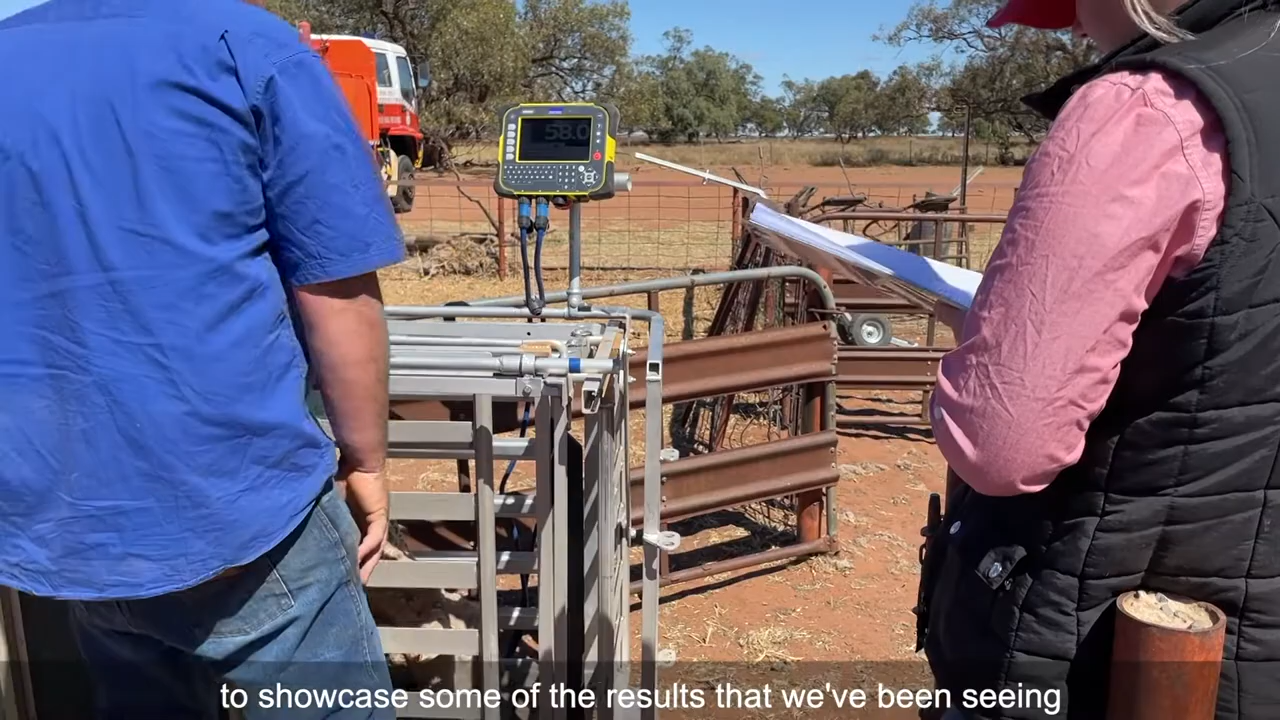 58.0
to showcase some of the results that we've been seeing